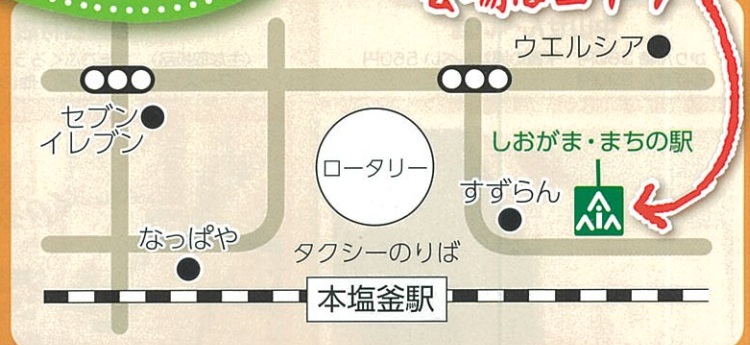 ウエルシア
セブン
イレブン
しおがま・まちの駅
ロータリー
すずらん
なっぱや
タクシーのりば
本塩釜駅